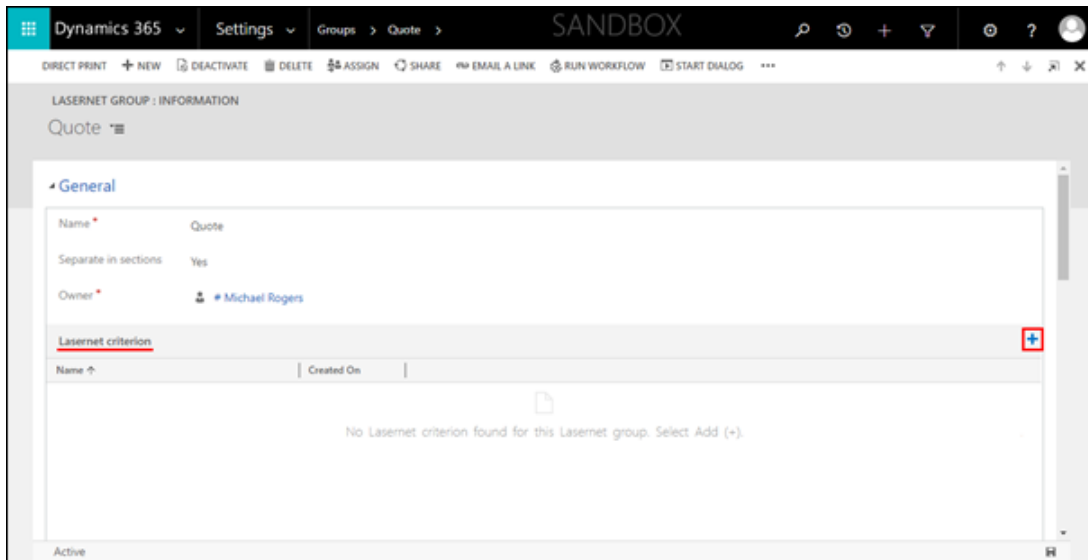 Dynamics 365 Settings Groups > Quote > SANDBOX
DIRECT PRINT + NEW DEACTIVATE DELETE ASSIGN SHARE EMAIL A LINK RUN WORKFLOW START DIALOG ...
LASERNET GROUP : INFORMATION
Quote
General
Name * Quote
Separate in sections Yes
Owner * # Michael Rogers
Lasernet criterion
Name Created On
No Lasernet criterion found for this Lasernet group. Select Add (+).
Active